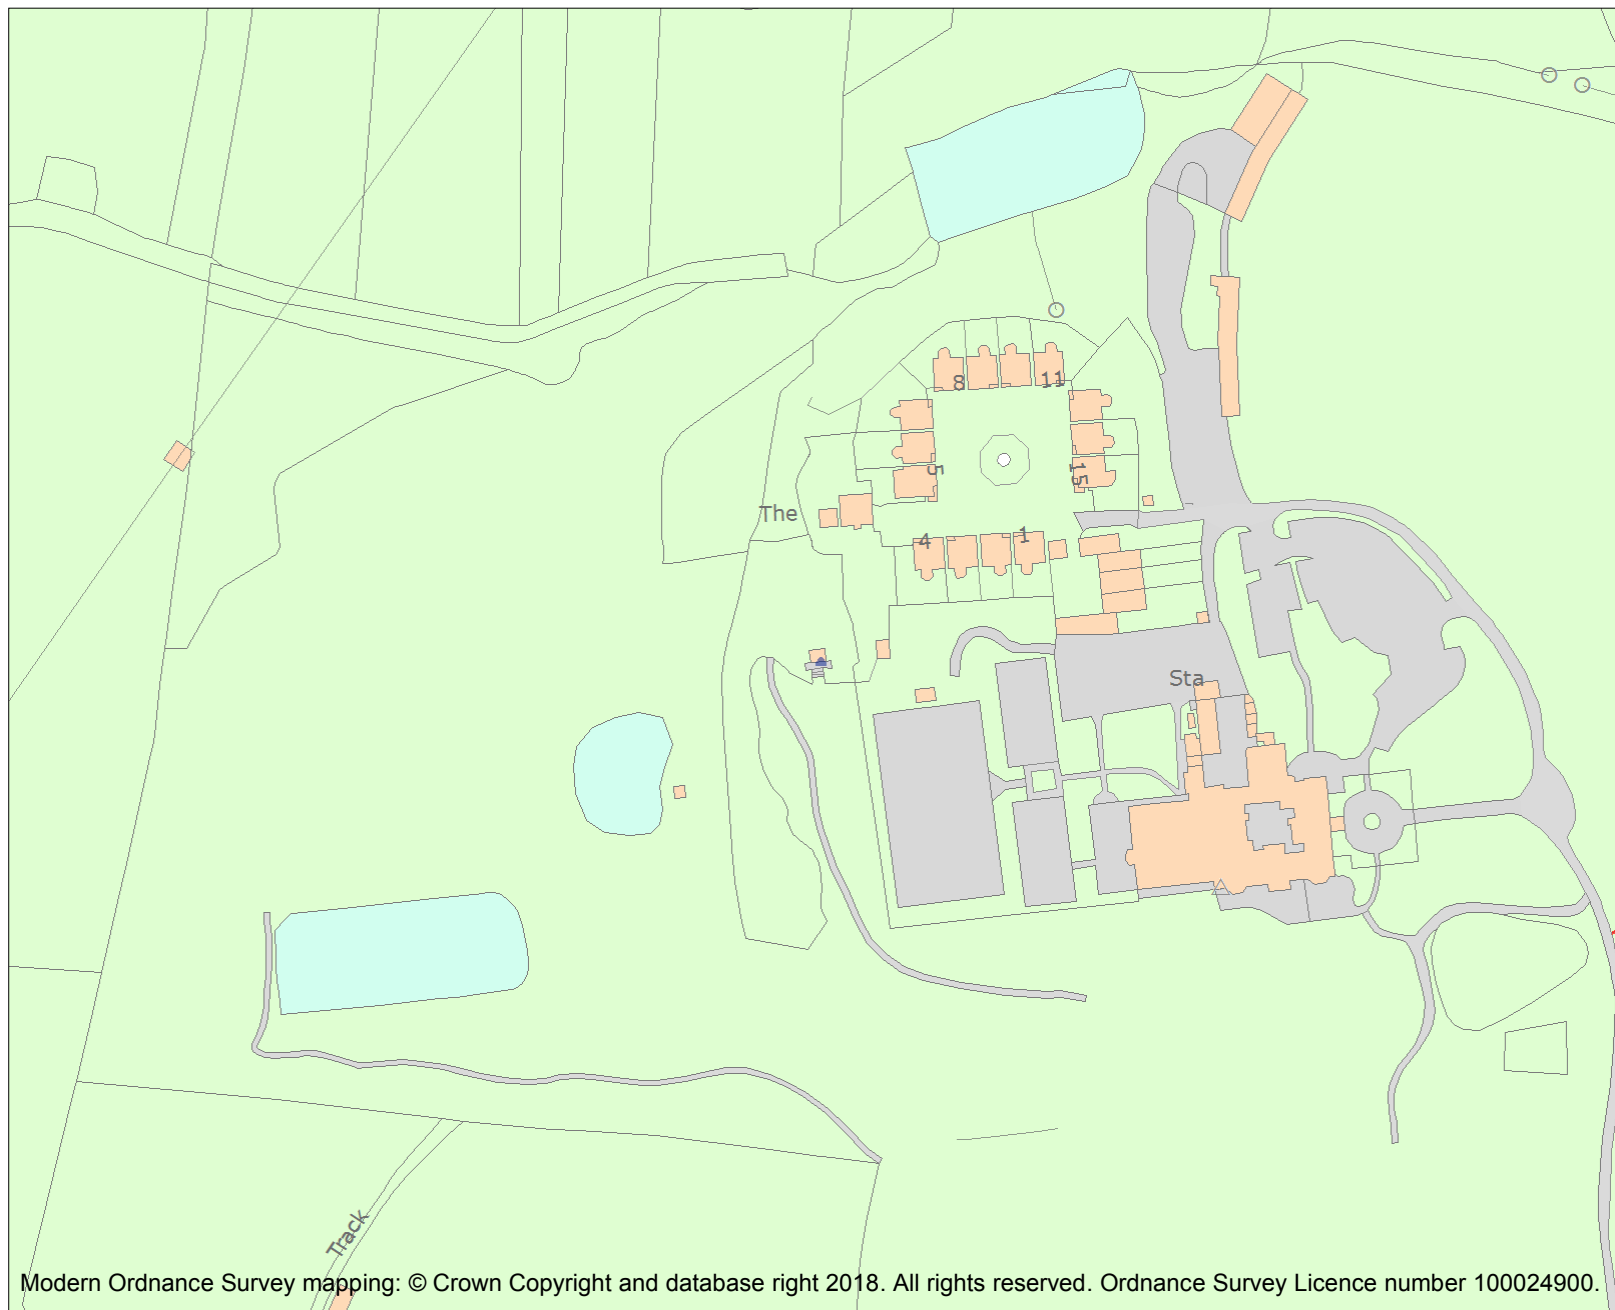 8
11
5
15
The
4
1
Sta
Track
Modern Ordnance Survey mapping: © Crown Copyright and database right 2018. All rights reserved. Ordnance Survey Licence number 100024900.